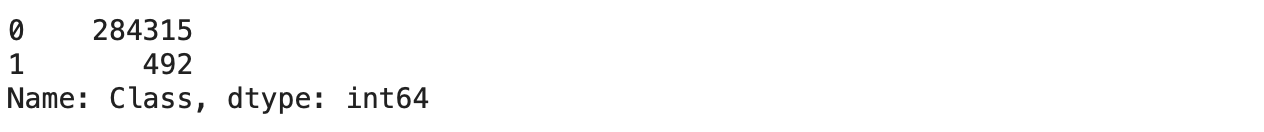 0    284315
1       492
Name: Class, dtype: int64